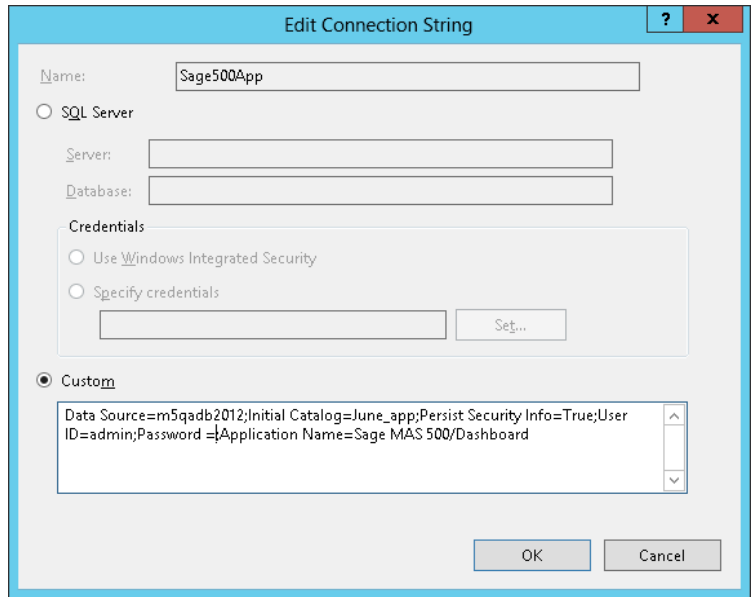 Edit Connection String
? x
Name: Sage500App
SQL Server
Server:
Database:
Credentials
Use Windows Integrated Security
Specify credentials
Set...
Custom
Data Source=m5qadb2012;Initial Catalog=June_app;Persist Security Info=True;User
ID=admin;Password =;Application Name=Sage MAS 500/Dashboard
OK Cancel